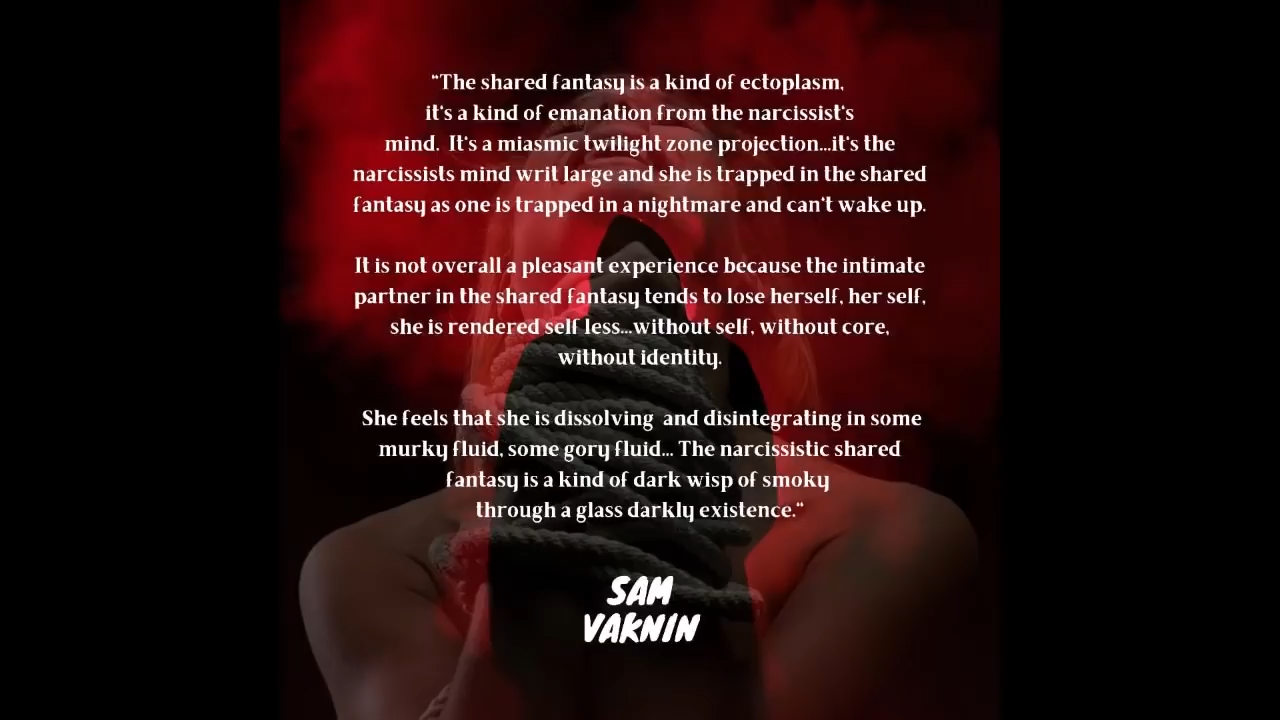 "The shared fantasy is a kind of ectoplasm,
it's a kind of emanation from the narcissist's
mind. It's a miasmic twilight zone projection...it's the
narcissists mind writ large and she is trapped in the shared
fantasy as one is trapped in a nightmare and can't wake up.
It is not overall a pleasant experience because the intimate
partner in the shared fantasy tends to lose herself, her self,
she is rendered self less...without self, without core,
without identity.
She feels that she is dissolving and disintegrating in some
murky fluid, some gory fluid... The narcissistic shared
fantasy is a kind of dark wisp of smoky
through a glass darkly existence."
SAM
VAKNIN